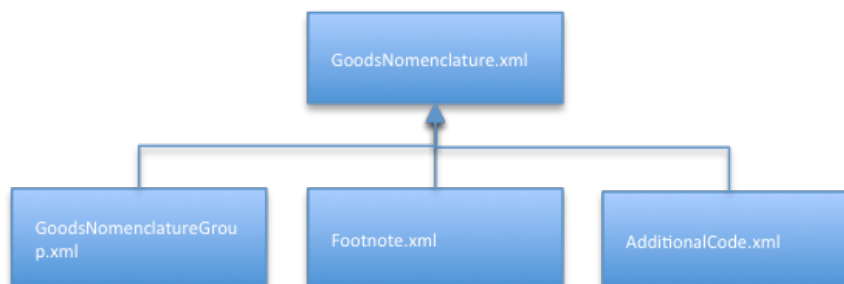 GoodsNomenclature.xml
GoodsNomenclatureGrou
p.xml
Footnote.xml
AdditionalCode.xml